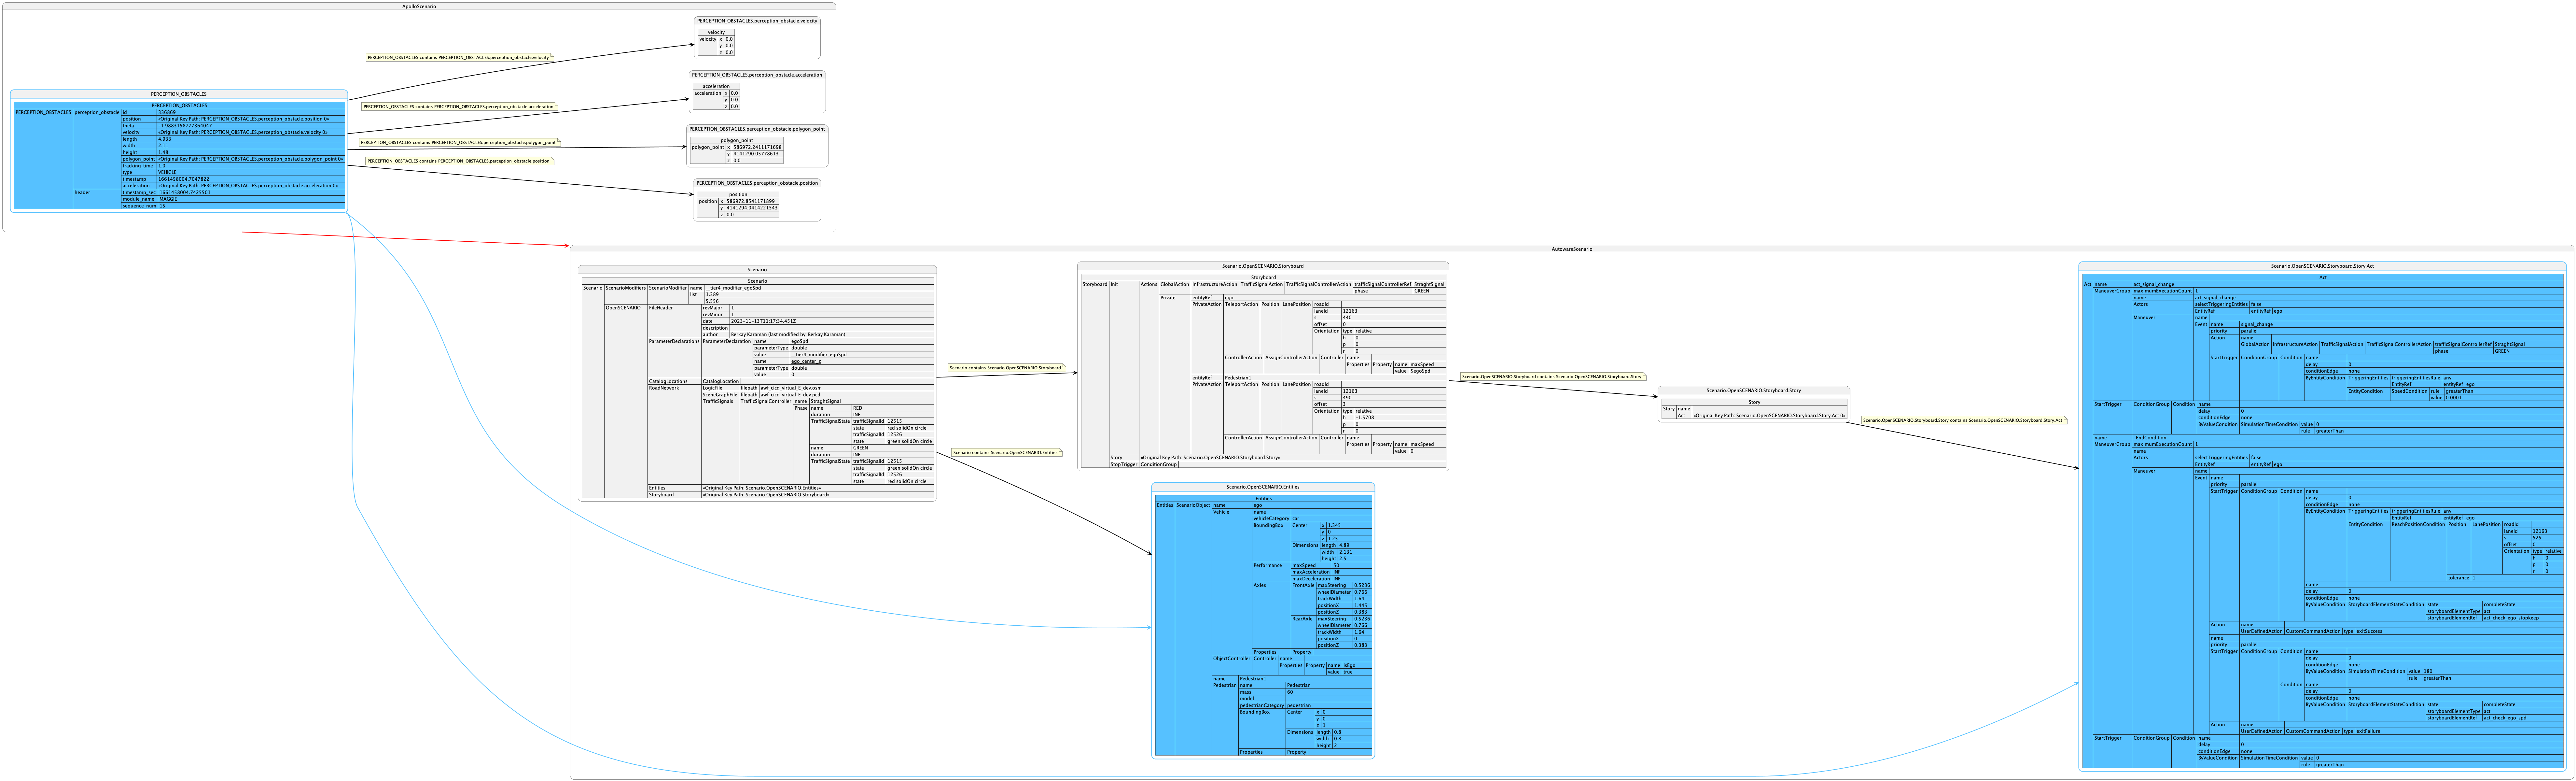 ApolloScenario
PERCEPTION_OBSTACLES.perception_obstacle.velocity
velocity
velocity x 0.0
y 0.0
z 0.0
PERCEPTION_OBSTACLES contains PERCEPTION_OBSTACLES.perception_obstacle.velocity
PERCEPTION_OBSTACLES.perception_obstacle.acceleration
acceleration
acceleration x 0.0
y 0.0
z 0.0
PERCEPTION_OBSTACLES contains PERCEPTION_OBSTACLES.perception_obstacle.acceleration
PERCEPTION_OBSTACLES.perception_obstacle.polygon_point
polygon_point
polygon_point x 586972.2411171698
y 4141290.05778613
z 0.0
PERCEPTION_OBSTACLES contains PERCEPTION_OBSTACLES.perception_obstacle.polygon_point
PERCEPTION_OBSTACLES contains PERCEPTION_OBSTACLES.perception_obstacle.position
PERCEPTION_OBSTACLES.perception_obstacle.position
position
position x 586972.8541171899
y 4141294.0414221543
z 0.0
PERCEPTION_OBSTACLES
PERCEPTION_OBSTACLES
PERCEPTION_OBSTACLES perception_obstacle id 336869
position «Original Key Path: PERCEPTION_OBSTACLES.perception_obstacle.position 0»
theta -1.9883158777364047
velocity «Original Key Path: PERCEPTION_OBSTACLES.perception_obstacle.velocity 0»
length 4.933
width 2.11
height 1.48
polygon_point «Original Key Path: PERCEPTION_OBSTACLES.perception_obstacle.polygon_point 0»
tracking_time 1.0
type VEHICLE
timestamp 1661458004.7047822
acceleration «Original Key Path: PERCEPTION_OBSTACLES.perception_obstacle.acceleration 0»
header timestamp_sec 1661458004.7425501
module_name MAGGIE
sequence_num 15
AutowareScenario
Scenario
Scenario
Scenario ScenarioModifiers ScenarioModifier name __tier4_modifier_egoSpd
list 1.389
5.556
OpenSCENARIO FileHeader revMajor 1
revMinor 1
date 2023-11-13T11:17:34.451Z
description
author Berkay Karaman (last modified by: Berkay Karaman)
ParameterDeclarations ParameterDeclaration name egoSpd
parameterType double
value __tier4_modifier_egoSpd
name ego_center_z
parameterType double
value 0
CatalogLocations CatalogLocation
RoadNetwork LogicFile filepath awf_cicd_virtual_E_dev.osm
SceneGraphFile filepath awf_cicd_virtual_E_dev.pcd
TrafficSignals TrafficSignalController name StraghtSignal
Phase name RED
duration INF
TrafficSignalState trafficSignalId 12515
state red solidOn circle
trafficSignalId 12526
state green solidOn circle
name GREEN
duration INF
TrafficSignalState trafficSignalId 12515
state green solidOn circle
trafficSignalId 12526
state red solidOn circle
Entities «Original Key Path: Scenario.OpenSCENARIO.Entities»
Storyboard «Original Key Path: Scenario.OpenSCENARIO.Storyboard»
Scenario contains Scenario.OpenSCENARIO.Storyboard
Scenario contains Scenario.OpenSCENARIO.Entities
Scenario.OpenSCENARIO.Storyboard
Storyboard
Storyboard Init Actions GlobalAction InfrastructureAction TrafficSignalAction TrafficSignalControllerAction trafficSignalControllerRef StraghtSignal
phase GREEN
Private entityRef ego
PrivateAction TeleportAction Position LanePosition roadId
laneId 12163
s 440
offset 0
Orientation type relative
h 0
p 0
r 0
ControllerAction AssignControllerAction Controller name
Properties Property name maxSpeed
value $egoSpd
entityRef Pedestrian1
PrivateAction TeleportAction Position LanePosition roadId
laneId 12163
s 490
offset 3
Orientation type relative
h -1.5708
p 0
r 0
ControllerAction AssignControllerAction Controller name
Properties Property name maxSpeed
value 0
Story «Original Key Path: Scenario.OpenSCENARIO.Storyboard.Story»
StopTrigger ConditionGroup
Scenario.OpenSCENARIO.Storyboard contains Scenario.OpenSCENARIO.Storyboard.Story
Scenario.OpenSCENARIO.Storyboard.Story
Story
Story name
Act «Original Key Path: Scenario.OpenSCENARIO.Storyboard.Story.Act 0»
Scenario.OpenSCENARIO.Storyboard.Story contains Scenario.OpenSCENARIO.Storyboard.Story.Act
Scenario.OpenSCENARIO.Entities
Entities
Entities ScenarioObject name ego
Vehicle name
vehicleCategory car
BoundingBox Center x 1.345
y 0
z 1.25
Dimensions length 4.89
width 2.131
height 2.5
Performance maxSpeed 50
maxAcceleration INF
maxDeceleration INF
Axles FrontAxle maxSteering 0.5236
wheelDiameter 0.766
trackWidth 1.64
positionX 1.445
positionZ 0.383
RearAxle maxSteering 0.5236
wheelDiameter 0.766
trackWidth 1.64
positionX 0
positionZ 0.383
Properties Property
ObjectController Controller name
Properties Property name isEgo
value true
name Pedestrian1
Pedestrian name Pedestrian
mass 80
model
pedestrianCategory pedestrian
BoundingBox Center x 0
y 0
z 1
Dimensions length 0.8
width 0.8
height 2
Properties Property
Scenario.OpenSCENARIO.Storyboard.Story.Act
Act
Act name act_signal_change
ManeuverGroup maximumExecutionCount 1
name act_signal_change
Actors selectTriggeringEntities false
EntityRef entityRef ego
Maneuver name
Event name signal_change
priority parallel
Action name
GlobalAction InfrastructureAction TrafficSignalAction TrafficSignalControllerAction trafficSignalControllerRef StraghtSignal
phase GREEN
StartTrigger ConditionGroup Condition name
delay 0
conditionEdge none
ByEntityCondition TriggeringEntities triggeringEntitiesRule any
EntityRef entityRef ego
EntityCondition SpeedCondition rule greaterThan
value 0.0001
StartTrigger ConditionGroup Condition name
delay 0
conditionEdge none
ByValueCondition SimulationTimeCondition value 0
rule greaterThan
name _EndCondition
ManeuverGroup maximumExecutionCount 1
name
Actors selectTriggeringEntities false
EntityRef entityRef ego
Maneuver name
Event name
priority parallel
StartTrigger ConditionGroup Condition name
delay 0
conditionEdge none
ByEntityCondition TriggeringEntities triggeringEntitiesRule any
EntityRef entityRef ego
EntityCondition ReachPositionCondition Position LanePosition roadId
laneId 12163
s 525
offset 0
Orientation type relative
h 0
p 0
r 0
tolerance 1
name
delay 0
conditionEdge none
ByValueCondition StoryboardElementStateCondition state completeState
storyboardElementType act
storyboardElementRef act_check_ego_stopkeep
Action name
UserDefinedAction CustomCommandAction type exitSuccess
name
priority parallel
StartTrigger ConditionGroup Condition name
delay 0
conditionEdge none
ByValueCondition SimulationTimeCondition value 180
rule greaterThan
Condition name
delay 0
conditionEdge none
ByValueCondition StoryboardElementStateCondition state completeState
storyboardElementType act
storyboardElementRef act_check_ego_spd
Action name
UserDefinedAction CustomCommandAction type exitFailure
StartTrigger ConditionGroup Condition name
delay 0
conditionEdge none
ByValueCondition SimulationTimeCondition value 0
rule greaterThan